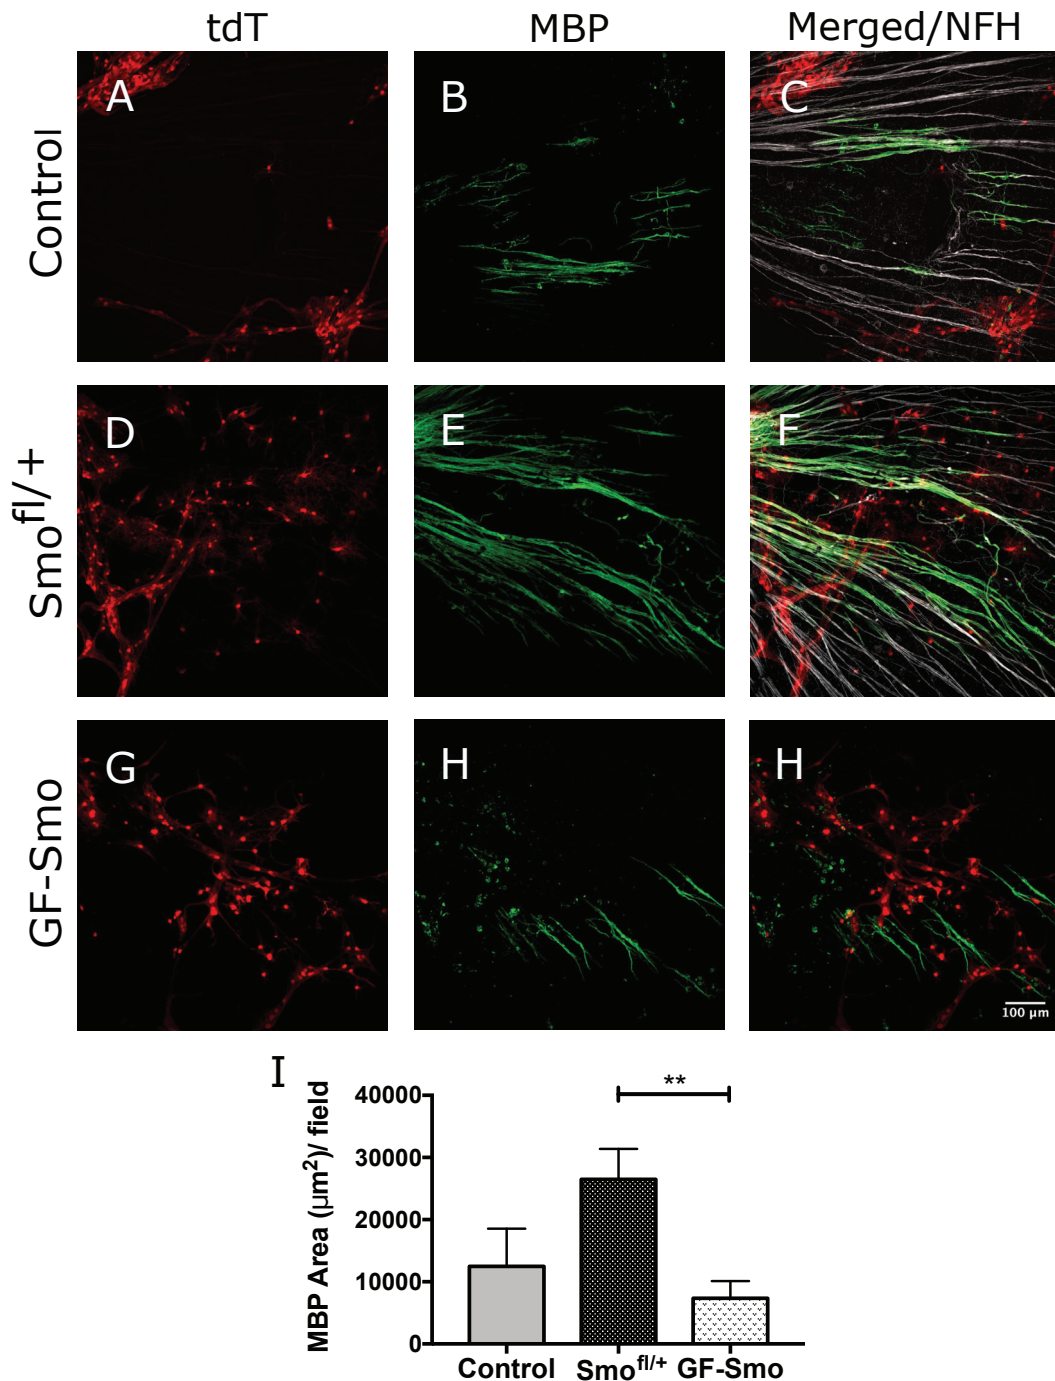 tdT MBP Merged/NFH
Control
A B C
Smo^fl/+
D E F
GF-Smo
G H H
100 µm
I
MBP Area (µm²)/ field
40000
30000
20000
10000
0
**
Control Smo^fl/+ GF-Smo